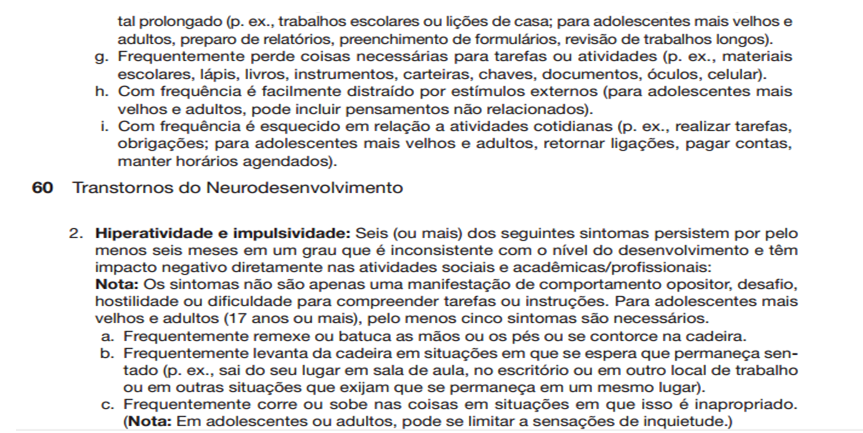 tal prolongado (p. ex., trabalhos escolares ou lições de casa; para adolescentes mais velhos e
adultos, preparo de relatórios, preenchimento de formulários, revisão de trabalhos longos).
g. Frequentemente perde coisas necessárias para tarefas ou atividades (p. ex., materiais
escolares, lápis, livros, instrumentos, carteiras, chaves, documentos, óculos, celular).
h. Com frequência é facilmente distraído por estímulos externos (para adolescentes mais
velhos e adultos, pode incluir pensamentos não relacionados).
i. Com frequência é esquecido em relação a atividades cotidianas (p. ex., realizar tarefas,
obrigações; para adolescentes mais velhos e adultos, retornar ligações, pagar contas,
manter horários agendados).
60 Transtornos do Neurodesenvolvimento
2. Hiperatividade e impulsividade: Seis (ou mais) dos seguintes sintomas persistem por pelo
menos seis meses em um grau que é inconsistente com o nível do desenvolvimento e têm
impacto negativo diretamente nas atividades sociais e acadêmicas/profissionais:
Nota: Os sintomas não são apenas uma manifestação de comportamento opositor, desafio,
hostilidade ou dificuldade para compreender tarefas ou instruções. Para adolescentes mais
velhos e adultos (17 anos ou mais), pelo menos cinco sintomas são necessários.
a. Frequentemente remexe ou batuca as mãos ou os pés ou se contorce na cadeira.
b. Frequentemente levanta da cadeira em situações em que se espera que permaneça sen-
tado (p. ex., sai do seu lugar em sala de aula, no escritório ou em outro local de trabalho
ou em outras situações que exijam que se permaneça em um mesmo lugar).
c. Frequentemente corre ou sobe nas coisas em situações em que isso é inapropriado.
(Nota: Em adolescentes ou adultos, pode se limitar a sensações de inquietude.)